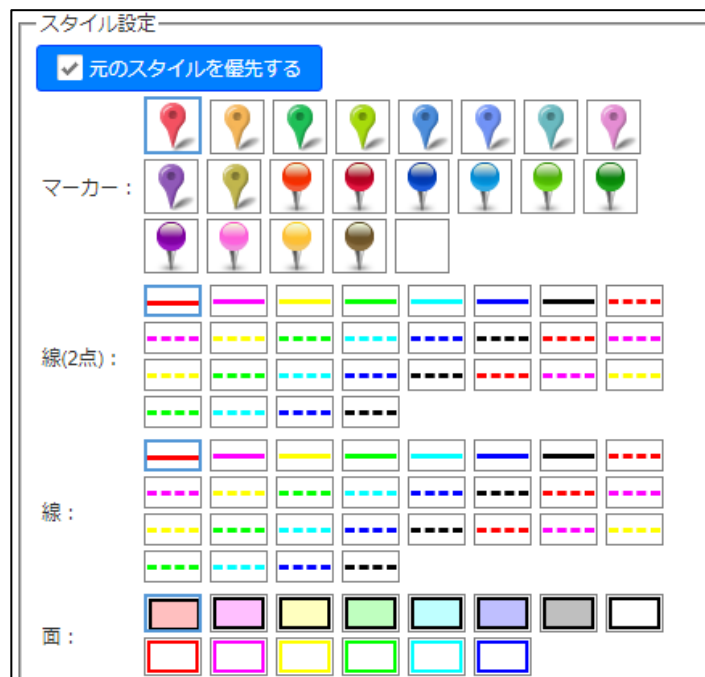 スタイル設定
元のスタイルを優先する
マーカー：
線(2点)：
線：
面：